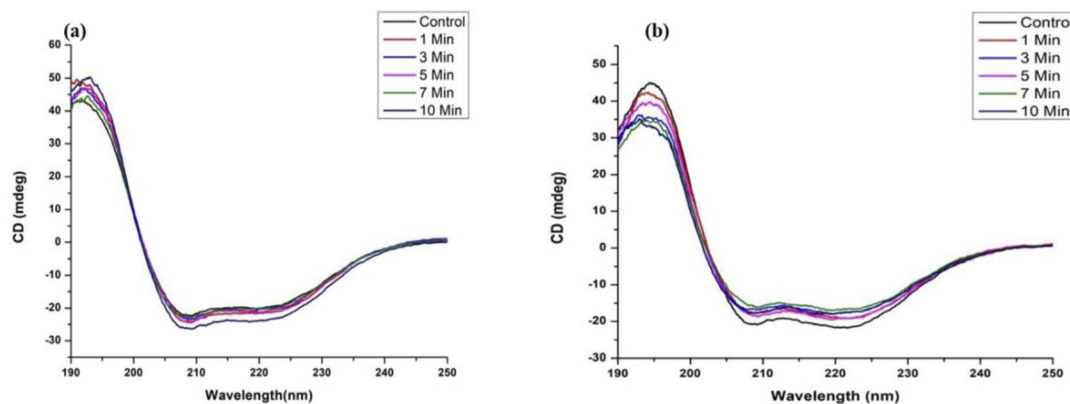 (a)
Control
1 Min
3 Min
5 Min
7 Min
10 Min
60
50
40
30
20
10
0
-10
-20
-30
CD (mdeg)
190 200 210 220 230 240 250
Wavelength(nm)
(b)
Control
1 Min
3 Min
5 Min
7 Min
10 Min
50
40
30
20
10
0
-10
-20
-30
CD (mdeg)
190 200 210 220 230 240 250
Wavelength (nm)